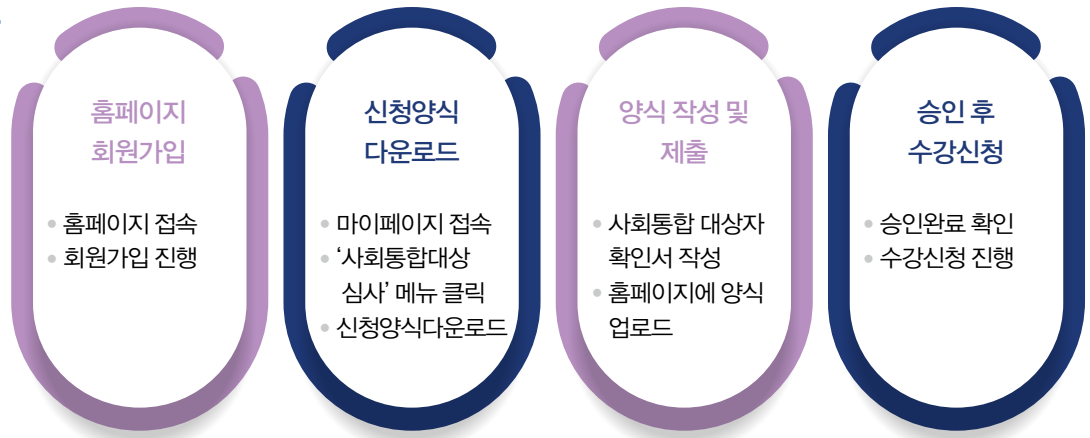 홈페이지
회원가입
• 홈페이지 접속
• 회원가입 진행
신청양식
다운로드
• 마이페이지 접속
• ‘사회통합대상
심사’ 메뉴 클릭
• 신청양식다운로드
양식 작성 및
제출
• 사회통합 대상자
확인서 작성
• 홈페이지에 양식
업로드
승인 후
수강신청
• 승인완료 확인
• 수강신청 진행